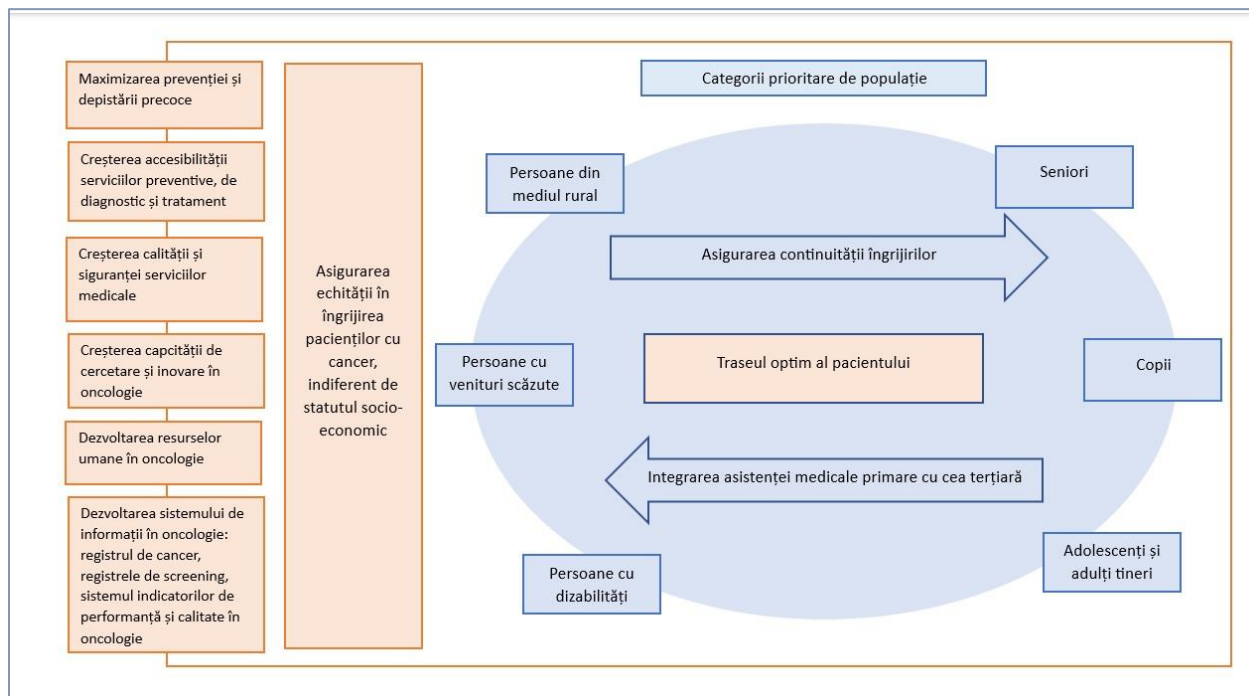 Maximizarea prevenției și
depistării precoce
Creșterea accesibilității
serviciilor preventive, de
diagnostic și tratament
Creșterea calității și
siguranței serviciilor
medicale
Creșterea capcității de
cercetare și inovare în
oncologie
Dezvoltarea resurselor
umane în oncologie
Dezvoltarea sistemului de
informații în oncologie:
registrul de cancer,
registrele de screening,
sistemul indicatorilor de
performanță și calitate în
oncologie
Asigurarea
echității în
îngrijirea
pacienților cu
cancer,
indiferent de
statutul socio-
economic
Categorii prioritare de populație
Persoane din
mediul rural
Seniori
Asigurarea continuității îngrijirilor
Persoane cu
venituri scăzute
Traseul optim al pacientului
Copii
Integrarea asistenței medicale primare cu cea terțiară
Persoane cu
dizabilități
Adolescenți și
adulți tineri